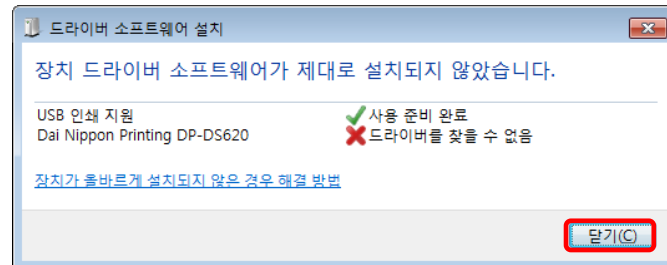 드라이버 소프트웨어 설치
장치 드라이버 소프트웨어가 제대로 설치되지 않았습니다.
USB 인쇄 지원 사용 준비 완료
Dai Nippon Printing DP-DS620 드라이버를 찾을 수 없음
장치가 올바르게 설치되지 않은 경우 해결 방법
닫기(C)